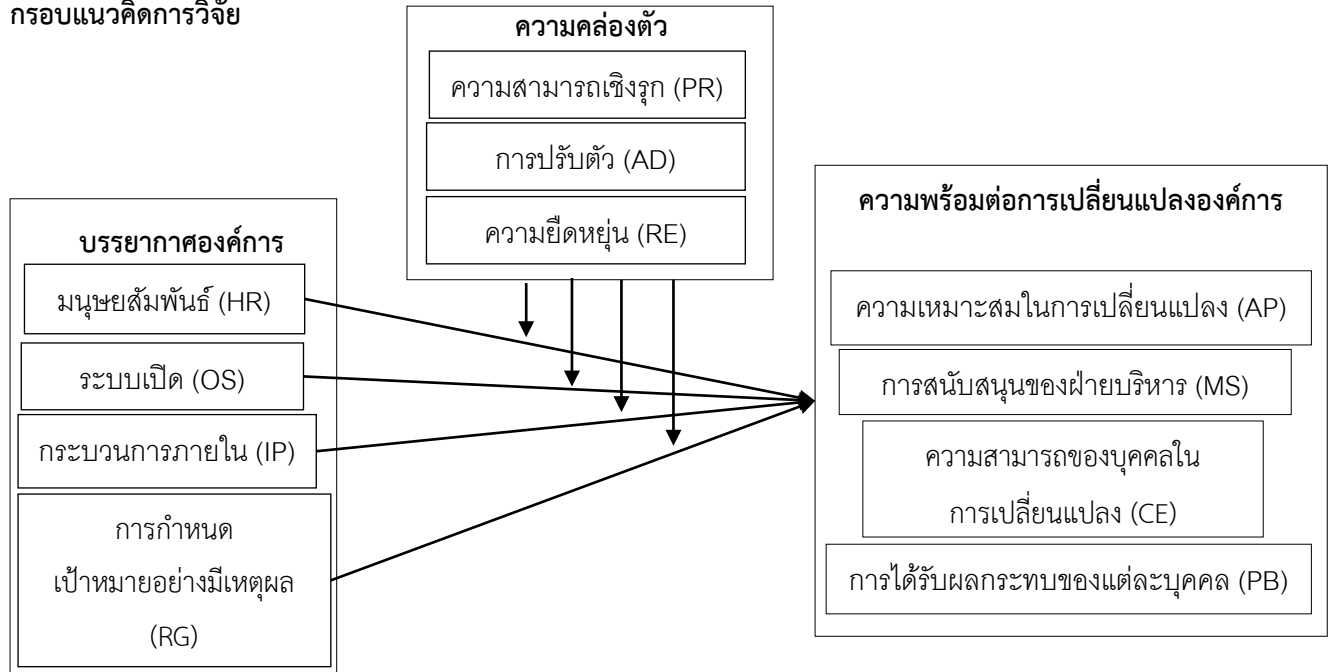 กรอบแนวคิดการวิจัย
ความคล่องตัว
ความสามารถเชิงรุก (PR)
การปรับตัว (AD)
ความยืดหยุ่น (RE)
บรรยากาศองค์การ
มนุษยสัมพันธ์ (HR)
ระบบเปิด (OS)
กระบวนการภายใน (IP)
การกำหนด
เป้าหมายอย่างมีเหตุผล
(RG)
ความพร้อมต่อการเปลี่ยนแปลงองค์การ
ความเหมาะสมในการเปลี่ยนแปลง (AP)
การสนับสนุนของฝ่ายบริหาร (MS)
ความสามารถของบุคคลใน
การเปลี่ยนแปลง (CE)
การได้รับผลกระทบของแต่ละบุคคล (PB)